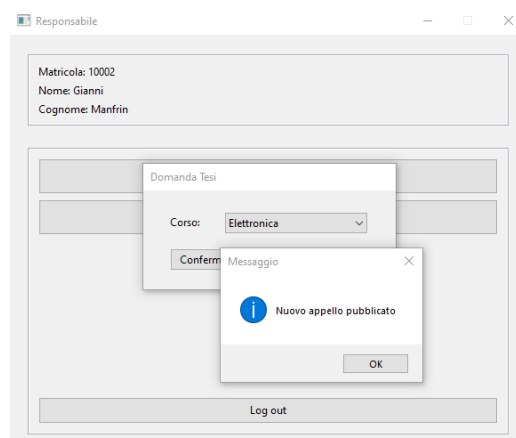 Responsabile
Matricola: 10002
Nome: Gianni
Cognome: Manfrin
Domanda Tesi
Corso: Elettronica
Conferm
Messaggio
Nuovo appello pubblicato
OK
Log out